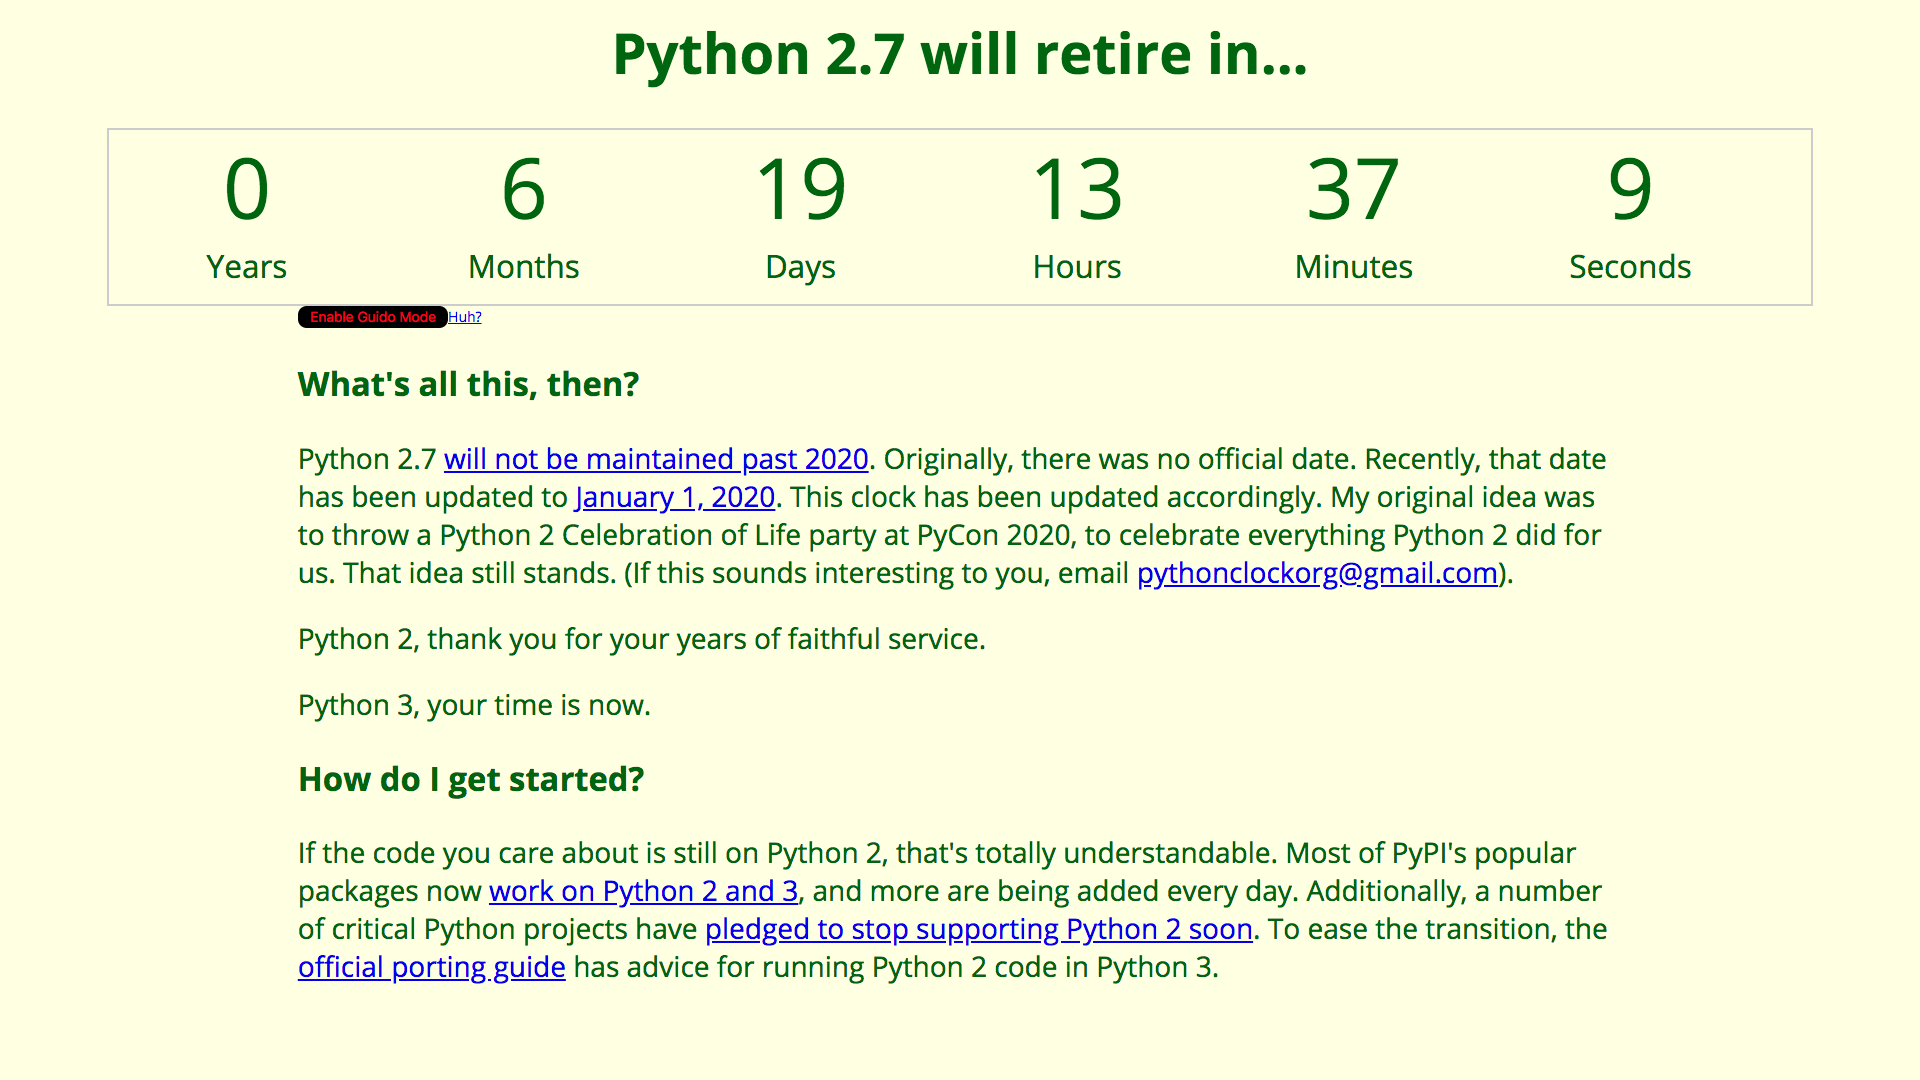 Python 2.7 will retire in...
0 6 19 13 37 9
Years Months Days Hours Minutes Seconds
Enable Guido Mode Huh?
What's all this, then?
Python 2.7 will not be maintained past 2020. Originally, there was no official date. Recently, that date
has been updated to January 1, 2020. This clock has been updated accordingly. My original idea was
to throw a Python 2 Celebration of Life party at PyCon 2020, to celebrate everything Python 2 did for
us. That idea still stands. (If this sounds interesting to you, email pythonclockorg@gmail.com).
Python 2, thank you for your years of faithful service.
Python 3, your time is now.
How do I get started?
If the code you care about is still on Python 2, that's totally understandable. Most of PyPI's popular
packages now work on Python 2 and 3, and more are being added every day. Additionally, a number
of critical Python projects have pledged to stop supporting Python 2 soon. To ease the transition, the
official porting guide has advice for running Python 2 code in Python 3.